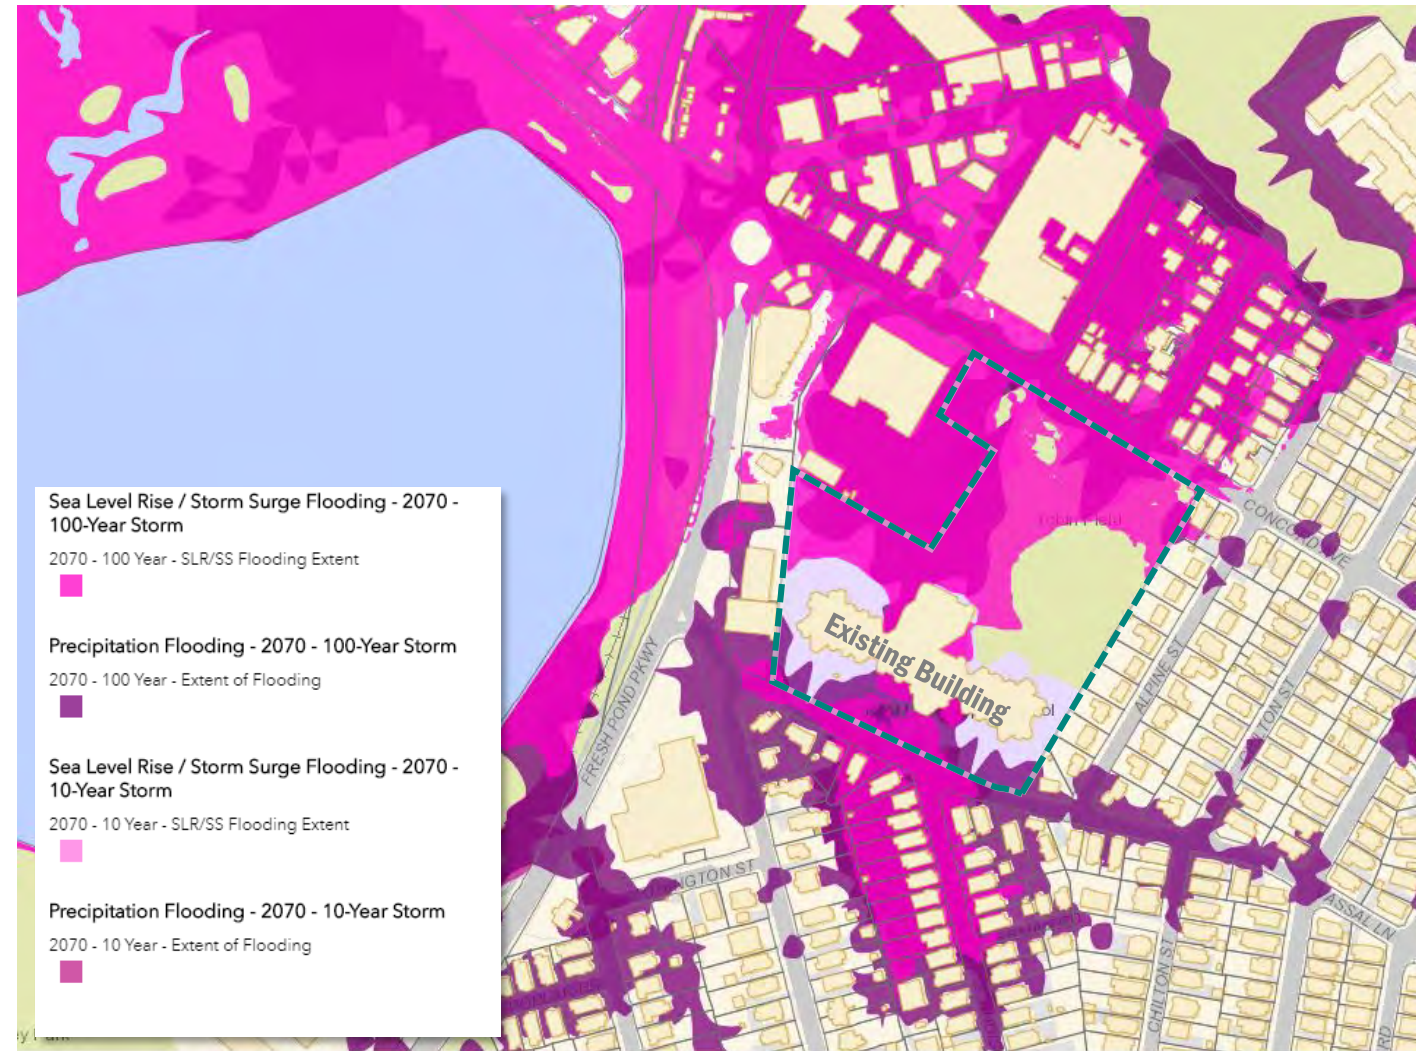 Sea Level Rise / Storm Surge Flooding - 2070 -
100-Year Storm
2070 - 100 Year - SLR/SS Flooding Extent
Precipitation Flooding - 2070 - 100-Year Storm
2070 - 100 Year - Extent of Flooding
Sea Level Rise / Storm Surge Flooding - 2070 -
10-Year Storm
2070 - 10 Year - SLR/SS Flooding Extent
Precipitation Flooding - 2070 - 10-Year Storm
2070 - 10 Year - Extent of Flooding
Existing Building
FRESH POND PKWY
CONCORD AVE
ALPINE ST
NGTON ST
CHILTON ST
ASSAL LN
RD
ol